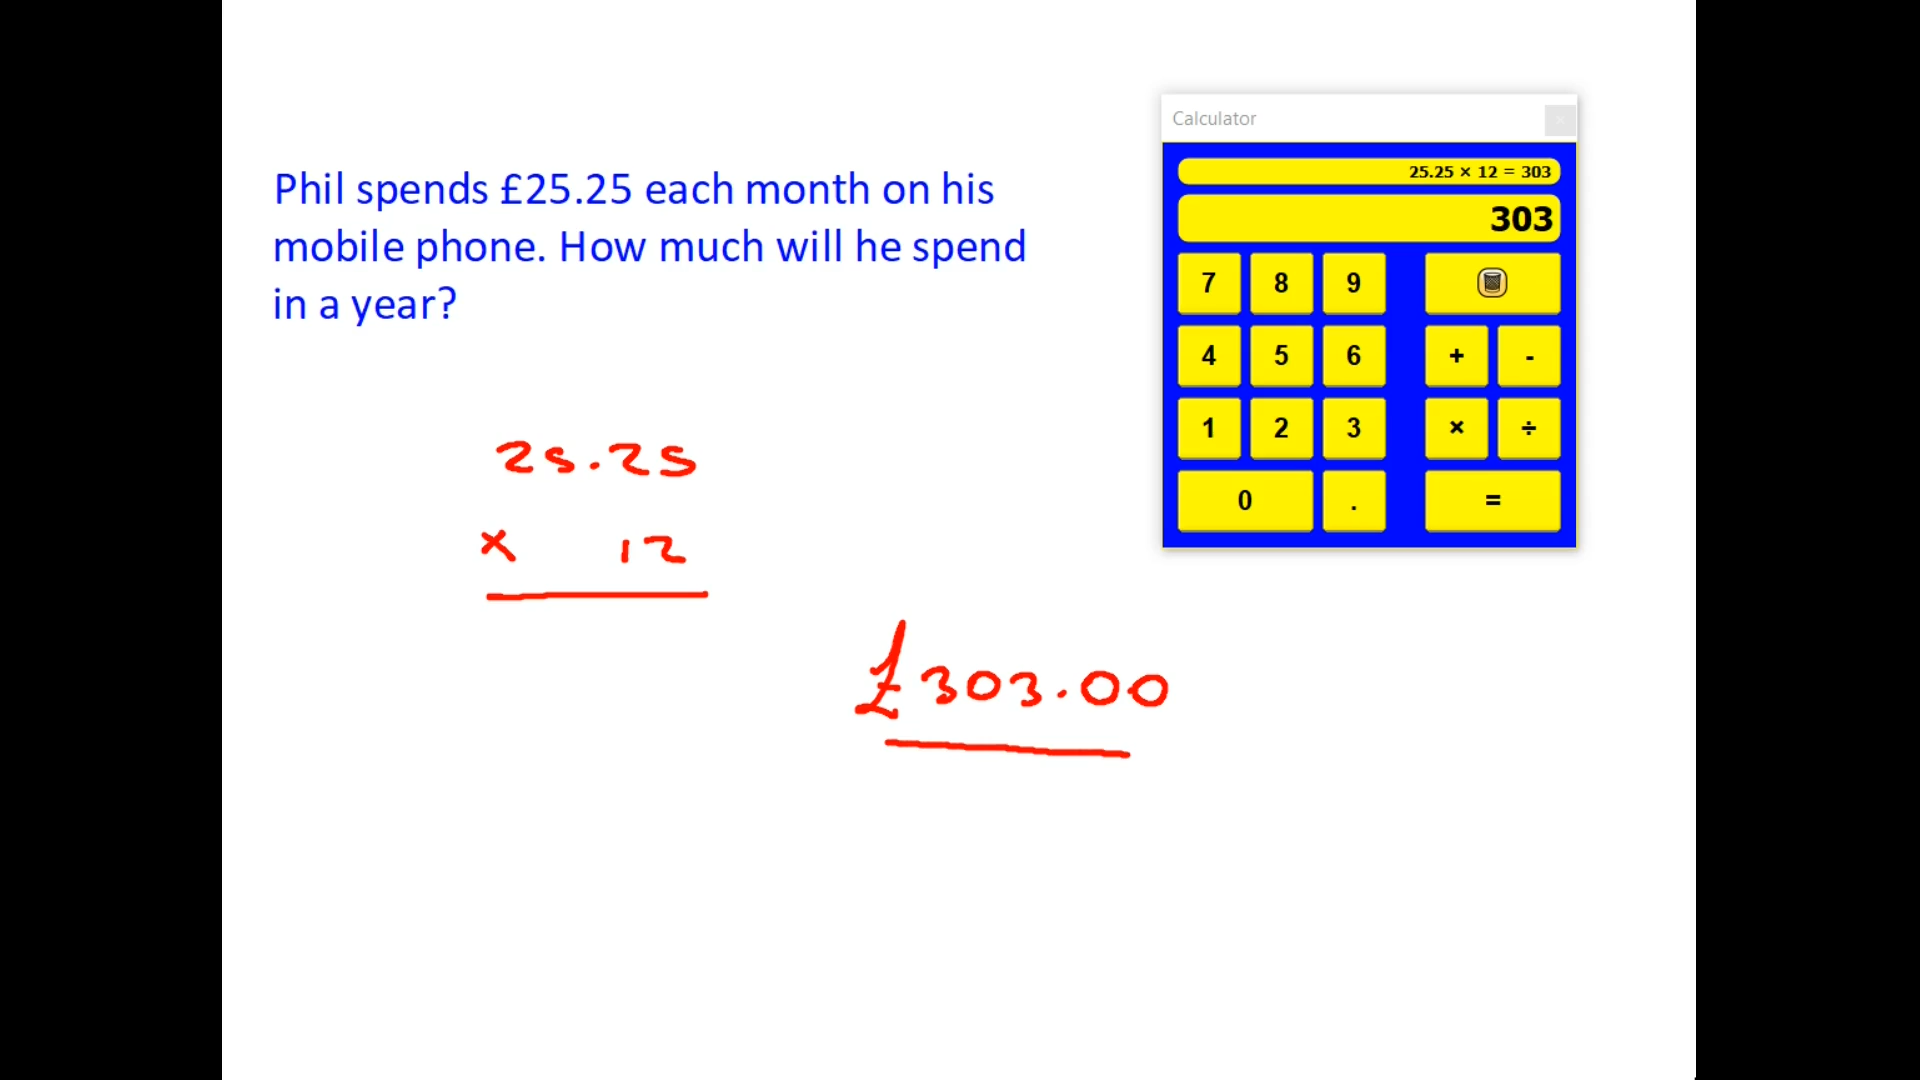 Phil spends £25.25 each month on his
mobile phone. How much will he spend
in a year?
25.25
× 12
£303.00
Calculator
25.25 × 12 = 303
303
7 8 9
4 5 6 + -
1 2 3 × ÷
0 . =